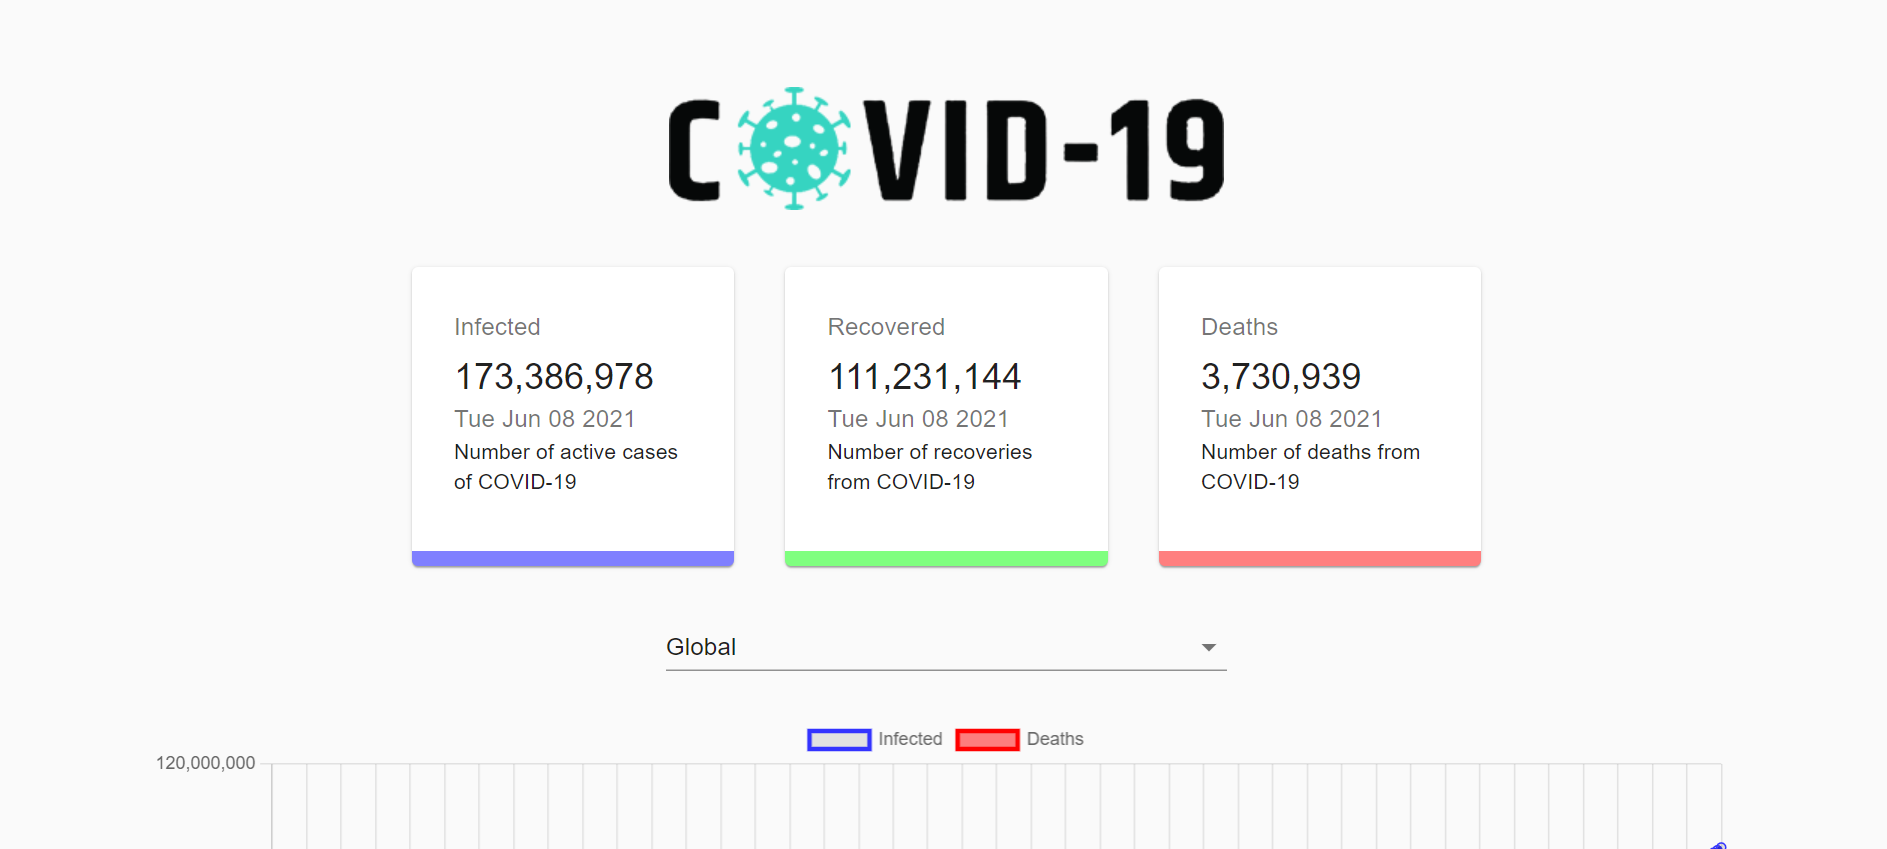 COVID-19
Infected
173,386,978
Tue Jun 08 2021
Number of active cases
of COVID-19
Recovered
111,231,144
Tue Jun 08 2021
Number of recoveries
from COVID-19
Deaths
3,730,939
Tue Jun 08 2021
Number of deaths from
COVID-19
Global
Infected
Deaths
120,000,000